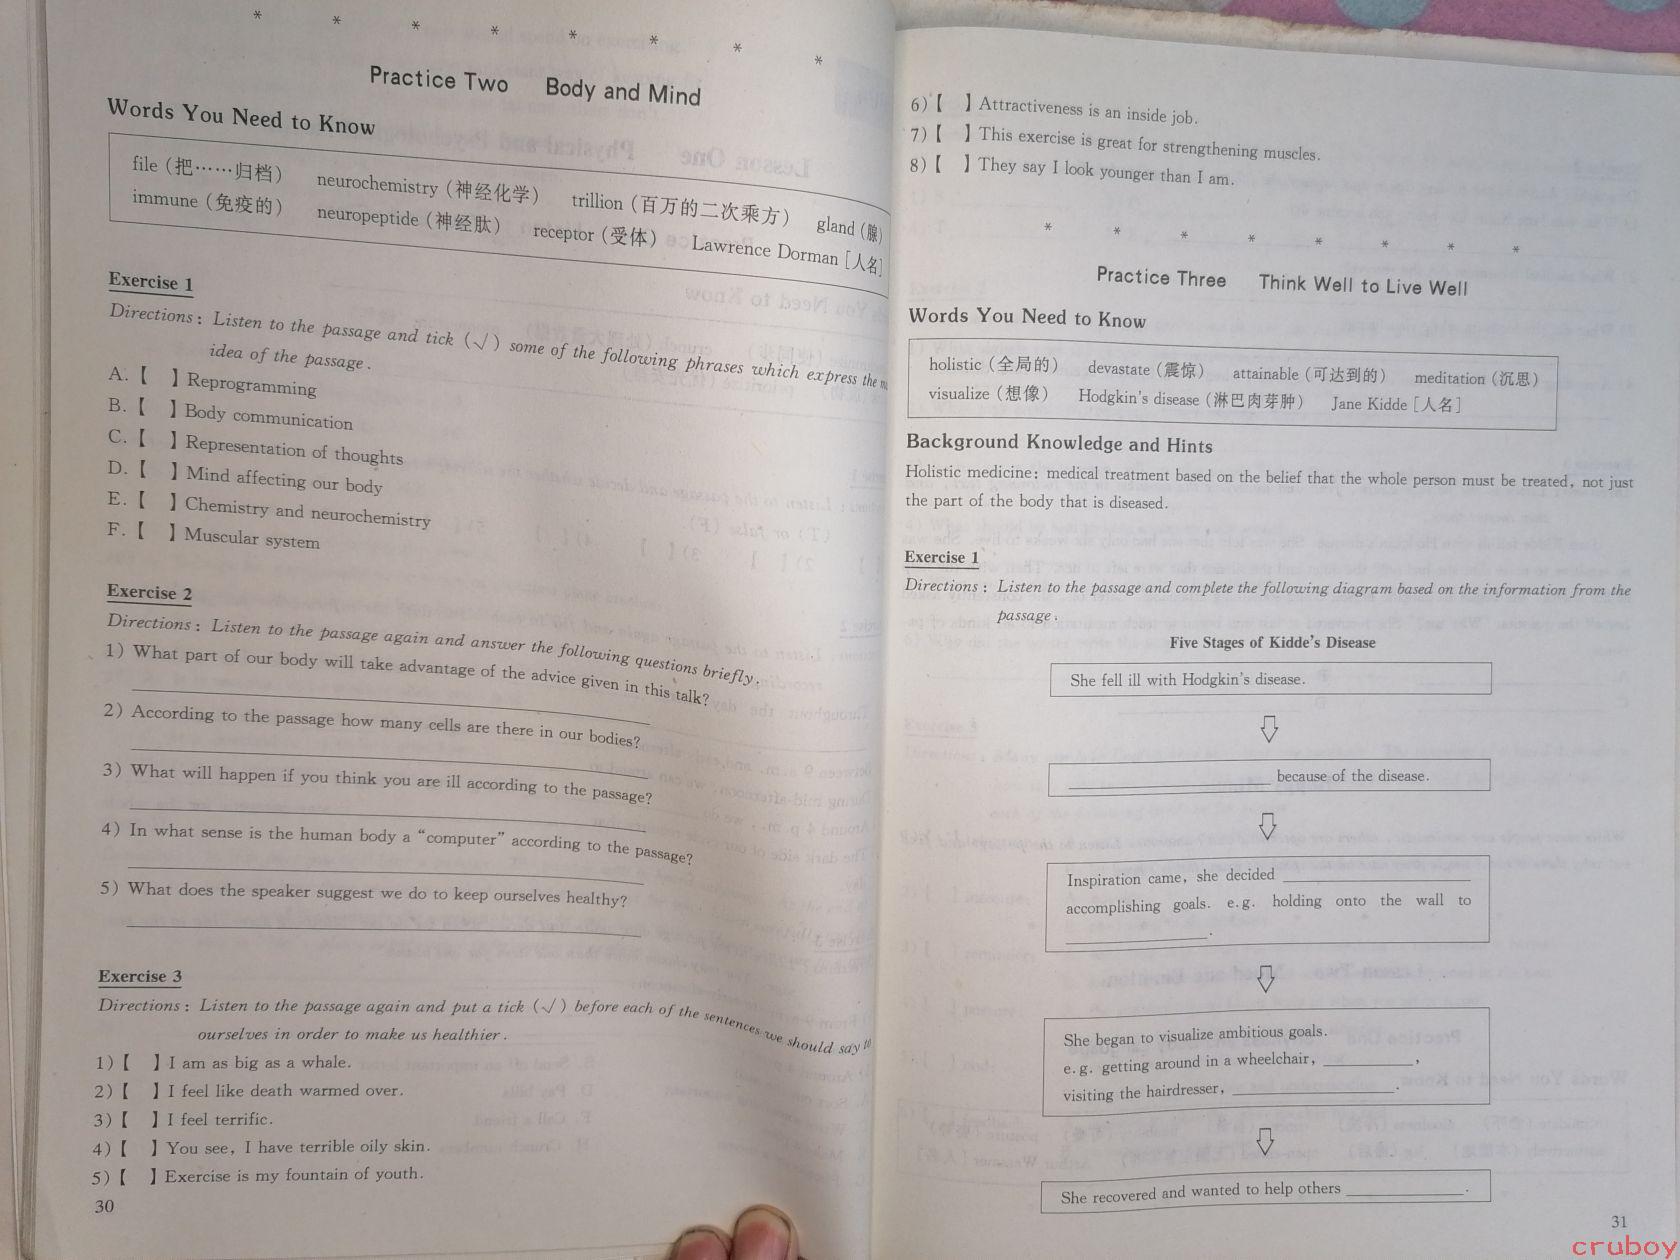 * * * * * * * *
Practice Two Body and Mind
Words You Need to Know
file (把……归档) neurochemistry (神经化学) trillion (百万的二次乘方) gland (腺)
immune (免疫的) neuropeptide (神经肽) receptor (受体) Lawrence Dorman [人名]
Exercise 1
Directions: Listen to the passage and tick (√) some of the following phrases which express the
idea of the passage.
A.【 】Reprogramming
B.【 】Body communication
C.【 】Representation of thoughts
D.【 】Mind affecting our body
E.【 】Chemistry and neurochemistry
F.【 】Muscular system
Exercise 2
Directions: Listen to the passage again and answer the following questions briefly.
1) What part of our body will take advantage of the advice given in this talk?
2) According to the passage how many cells are there in our bodies?
3) What will happen if you think you are ill according to the passage?
4) In what sense is the human body a "computer" according to the passage?
5) What does the speaker suggest we do to keep ourselves healthy?
Exercise 3
Directions: Listen to the passage again and put a tick (√) before each of the sentences we should say to
ourselves in order to make us healthier.
1)【 】I am as big as a whale.
2)【 】I feel like death warmed over.
3)【 】I feel terrific.
4)【 】You see, I have terrible oily skin.
5)【 】Exercise is my fountain of youth.
30
6)【 】Attractiveness is an inside job.
7)【 】This exercise is great for strengthening muscles.
8)【 】They say I look younger than I am.
* * * * * * * *
Practice Three Think Well to Live Well
Words You Need to Know
holistic (全局的) devastate (震惊) attainable (可达到的) meditation (沉思)
visualize (想像) Hodgkin's disease (淋巴肉芽肿) Jane Kidde [人名]
Background Knowledge and Hints
Holistic medicine: medical treatment based on the belief that the whole person must be treated, not just
the part of the body that is diseased.
Exercise 1
Directions: Listen to the passage and complete the following diagram based on the information from the
passage.
Five Stages of Kidde's Disease
She fell ill with Hodgkin's disease.
____________________ because of the disease.
Inspiration came, she decided ____________________
accomplishing goals. e.g. holding onto the wall to
______________.
She began to visualize ambitious goals.
e.g. getting around in a wheelchair, __________,
visiting the hairdresser, ________________.
She recovered and wanted to help others ____________.
31
cruboy